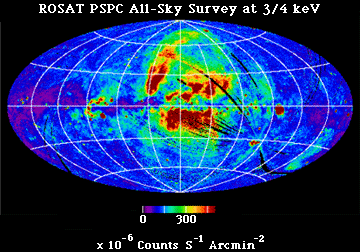 ROSAT PSPC All-Sky Survey at 3/4 keV
0 300
x 10⁻⁶ Counts S⁻¹ Arcmin⁻²